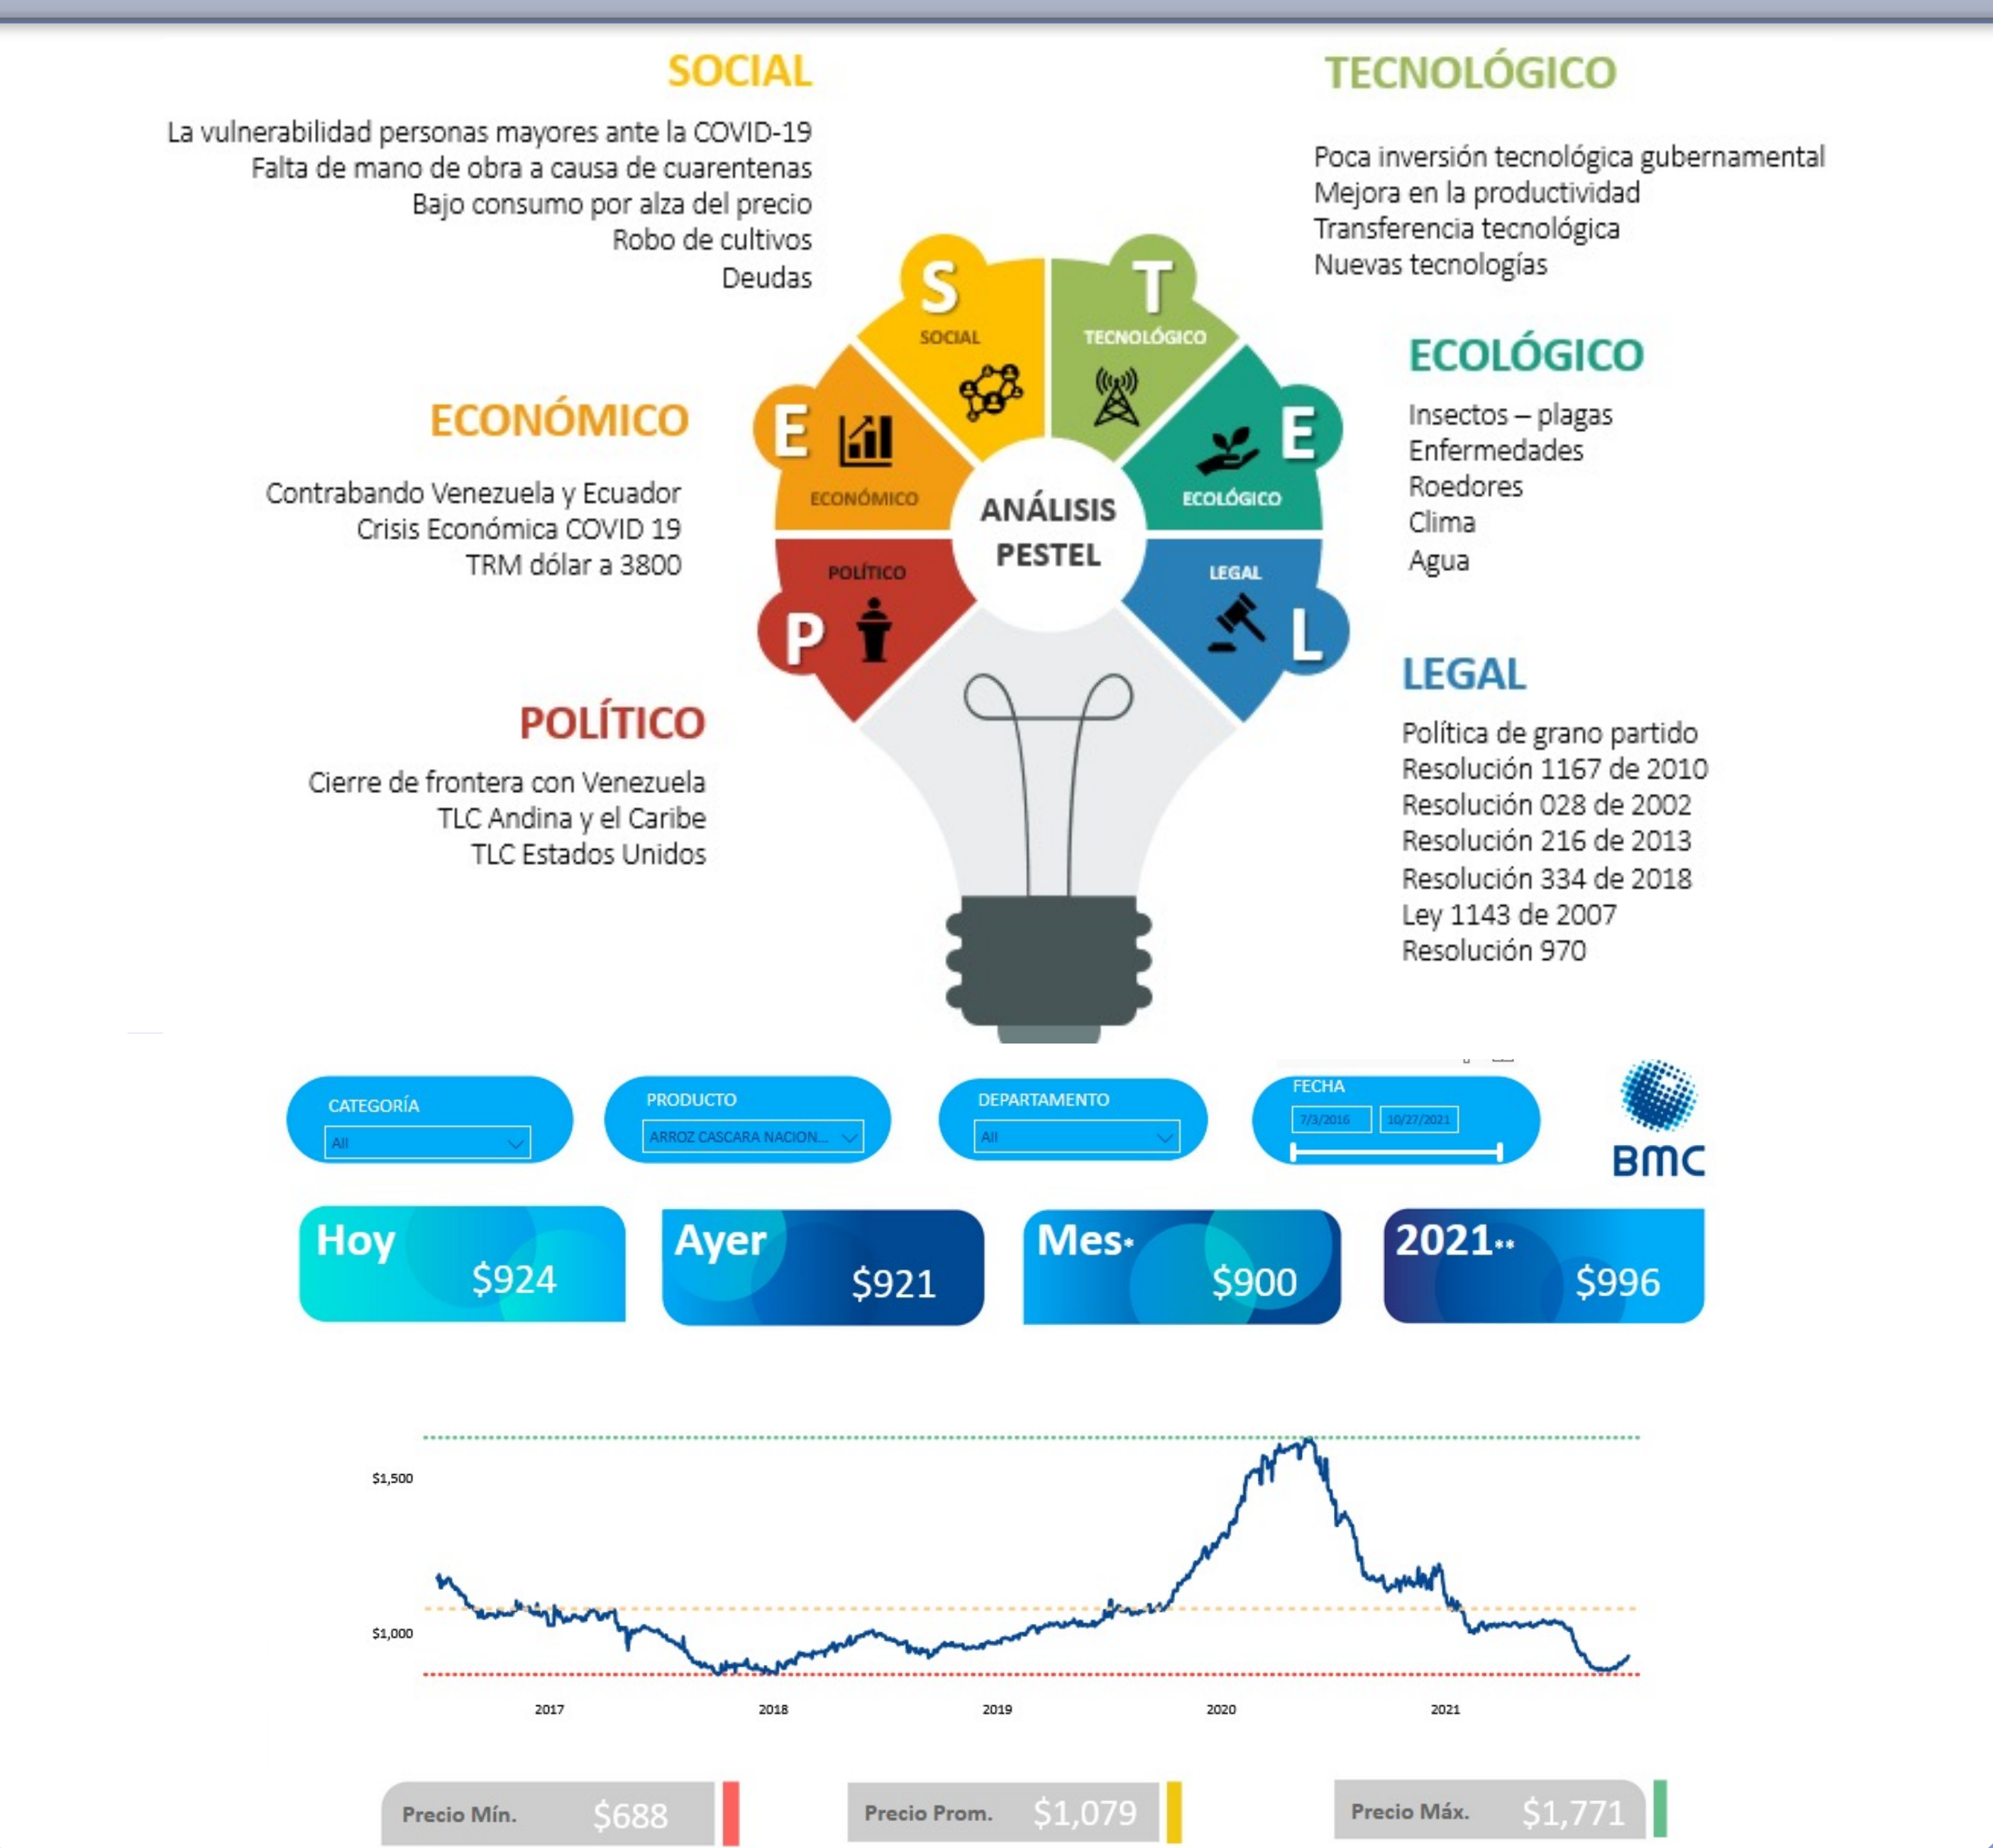 SOCIAL
La vulnerabilidad personas mayores ante la COVID-19
Falta de mano de obra a causa de cuarentenas
Bajo consumo por alza del precio
Robo de cultivos
Deudas
TECNOLÓGICO
Poca inversión tecnológica gubernamental
Mejora en la productividad
Transferencia tecnológica
Nuevas tecnologías
ECONÓMICO
Contrabando Venezuela y Ecuador
Crisis Económica COVID 19
TRM dólar a 3800
ECOLÓGICO
Insectos – plagas
Enfermedades
Roedores
Clima
Agua
POLÍTICO
Cierre de frontera con Venezuela
TLC Andina y el Caribe
TLC Estados Unidos
LEGAL
Política de grano partido
Resolución 1167 de 2010
Resolución 028 de 2002
Resolución 216 de 2013
Resolución 334 de 2018
Ley 1143 de 2007
Resolución 970
S
SOCIAL
T
TECNOLÓGICO
E
ECONÓMICO
E
ECOLÓGICO
ANÁLISIS
PESTEL
POLÍTICO
P
LEGAL
L
CATEGORÍA
All
PRODUCTO
ARROZ CASCARA NACION...
DEPARTAMENTO
All
FECHA
7/3/2016
10/27/2021
BMC
Hoy
$924
Ayer
$921
Mes*
$900
2021**
$996
$1,500
$1,000
2017
2018
2019
2020
2021
Precio Mín.
$688
Precio Prom.
$1,079
Precio Máx.
$1,771